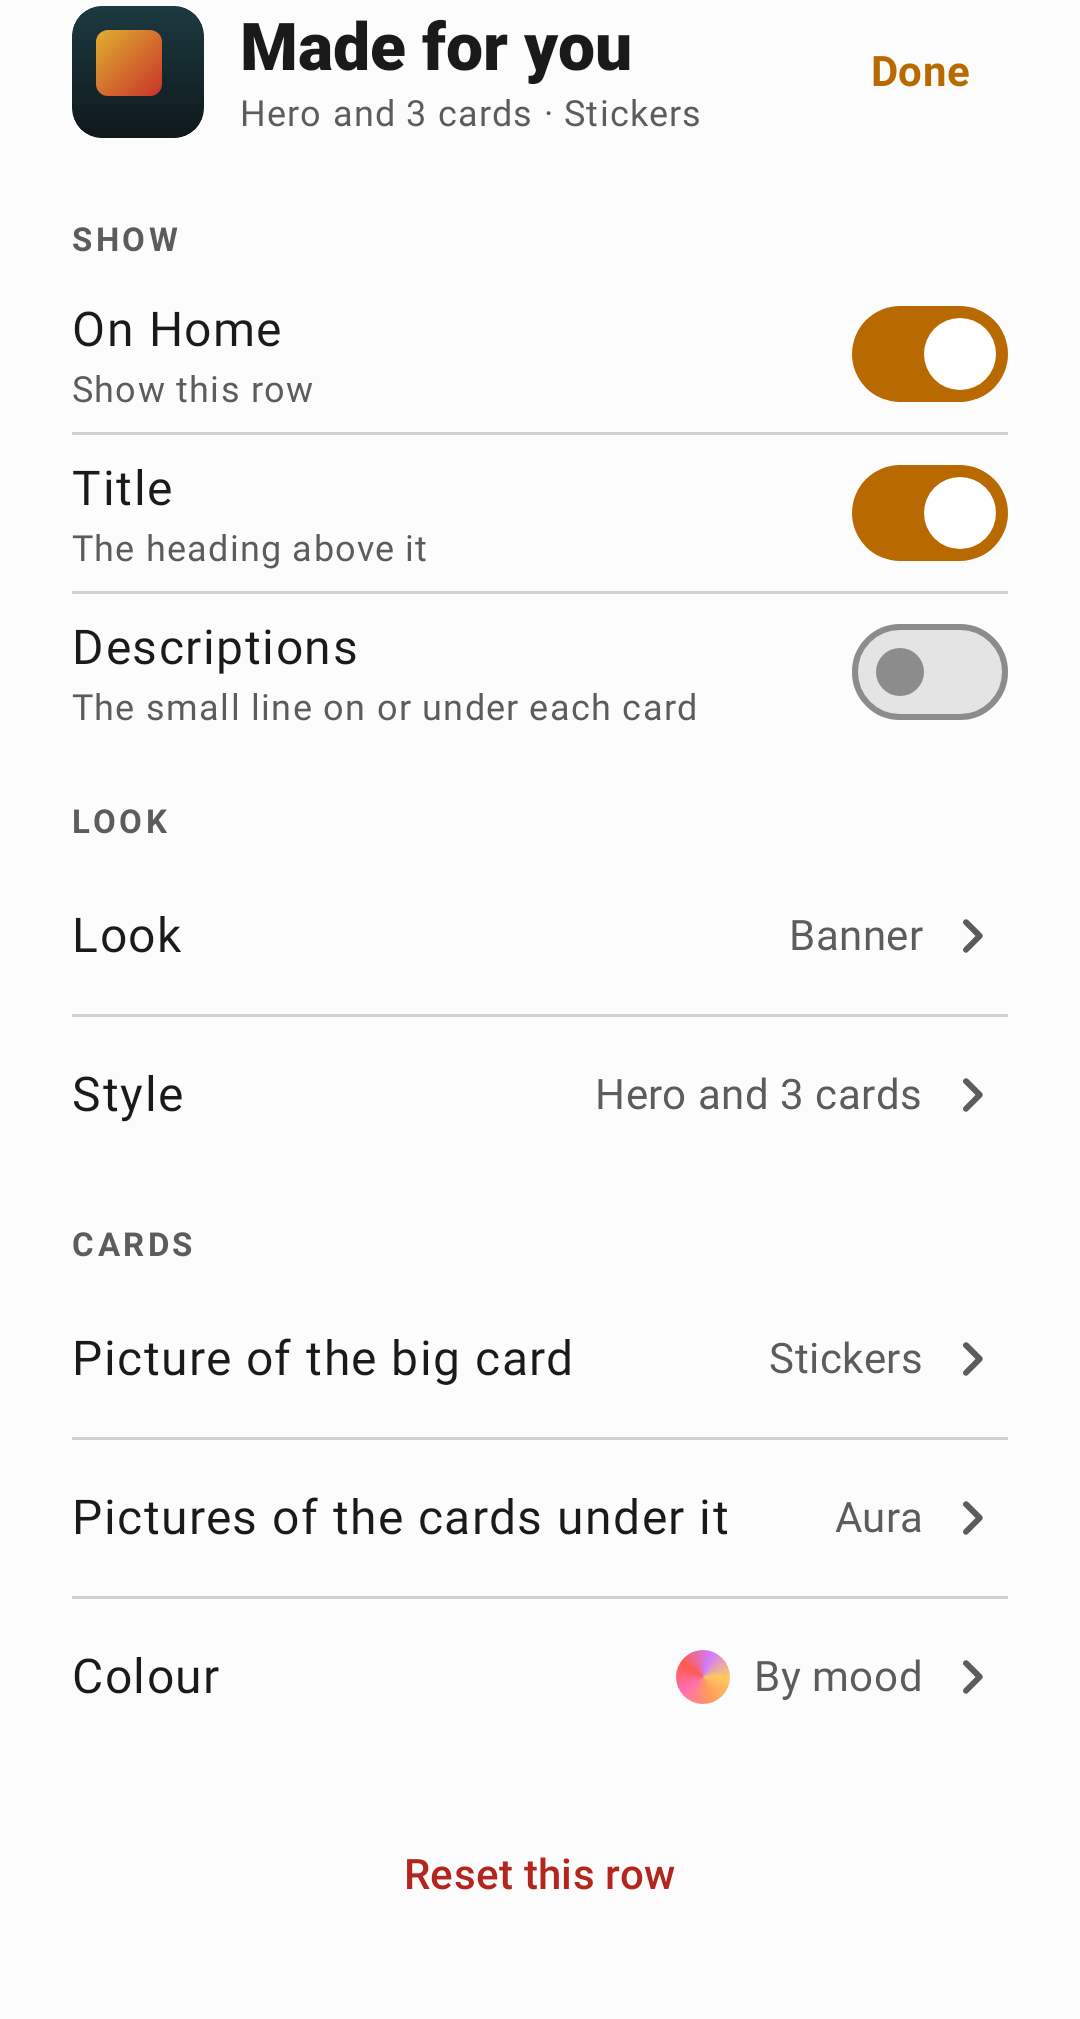 Made for you
Done
Hero and 3 cards · Stickers
SHOW
On Home
Show this row
Title
The heading above it
Descriptions
The small line on or under each card
LOOK
Look
Banner
Style
Hero and 3 cards
CARDS
Picture of the big card
Stickers
Pictures of the cards under it
Aura
Colour
By mood
Reset this row